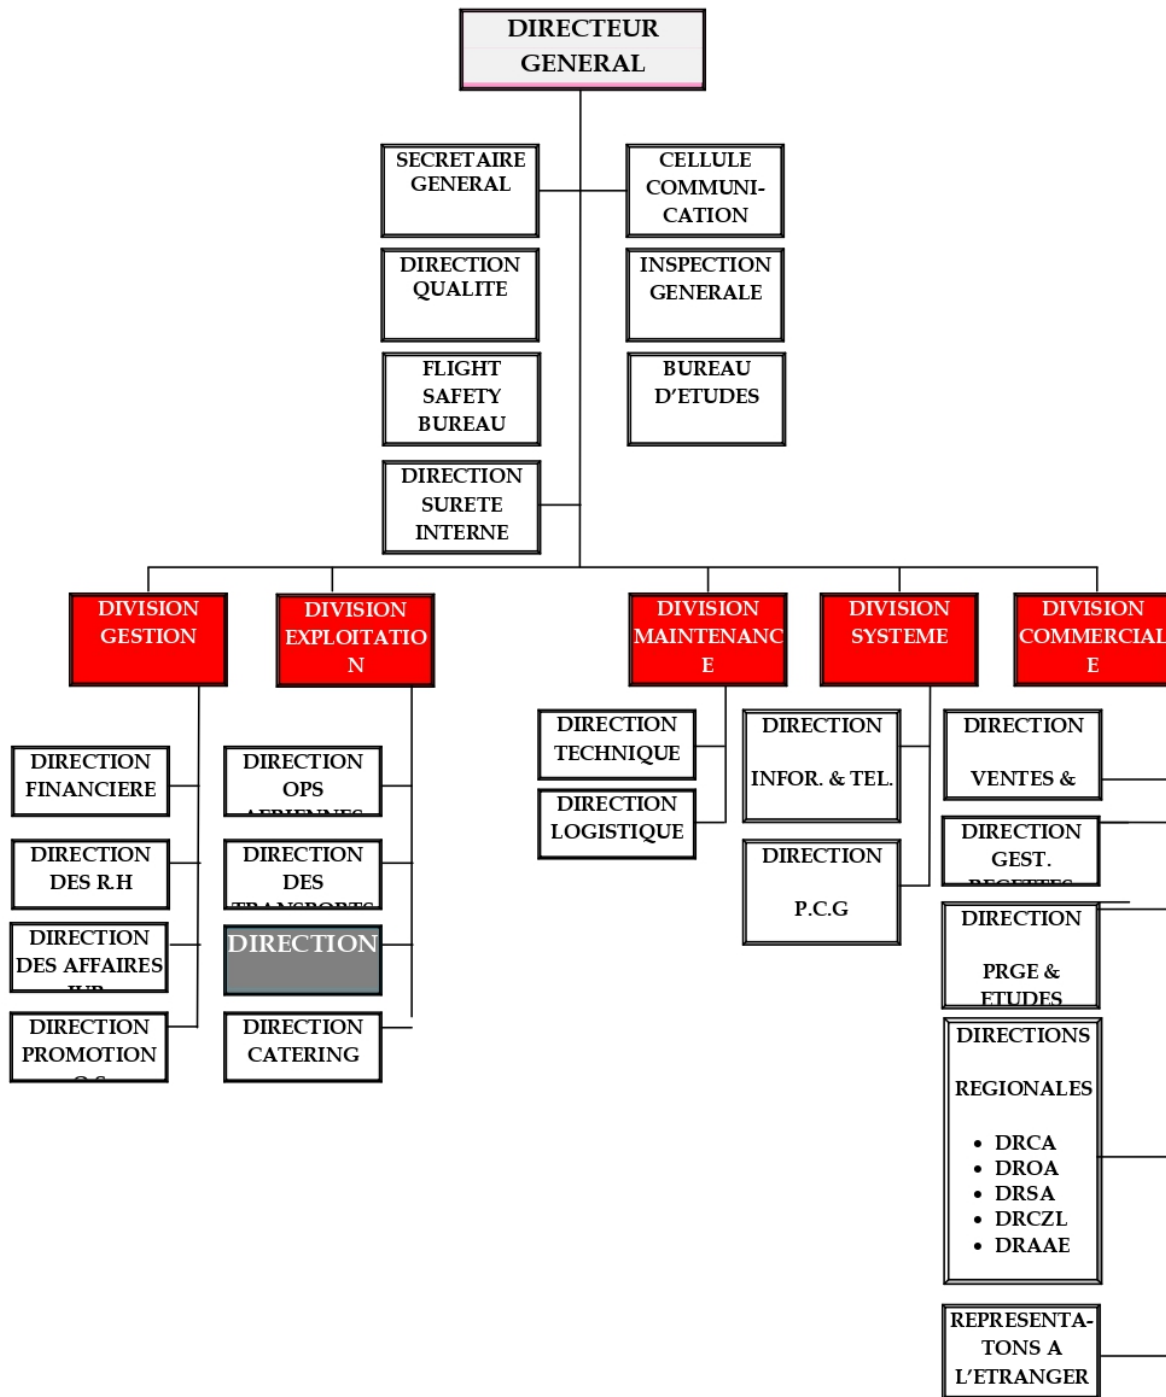 DIRECTEUR
GENERAL
SECRETAIRE
GENERAL
CELLULE
COMMUNI-
CATION
DIRECTION
QUALITE
INSPECTION
GENERALE
FLIGHT
SAFETY
BUREAU
BUREAU
D'ETUDES
DIRECTION
SURETE
INTERNE
DIVISION
GESTION
DIVISION
EXPLOITATIO
N
DIVISION
MAINTENANC
E
DIVISION
SYSTEME
DIVISION
COMMERCIAL
E
DIRECTION
FINANCIERE
DIRECTION
DES R.H
DIRECTION
DES AFFAIRES
DIRECTION
PROMOTION
DIRECTION
OPS
AERIENNES
DIRECTION
DES
TRANSPORTS
DIRECTION
DIRECTION
CATERING
DIRECTION
TECHNIQUE
DIRECTION
LOGISTIQUE
DIRECTION
INFOR. & TEL.
DIRECTION
P.C.G
DIRECTION
VENTES &
DIRECTION
GEST.
RECETTES
DIRECTION
PRGE &
ETUDES
DIRECTIONS
REGIONALES
• DRCA
• DROA
• DRSA
• DRCZL
• DRAAE
REPRESENTA-
TONS A
L'ETRANGER